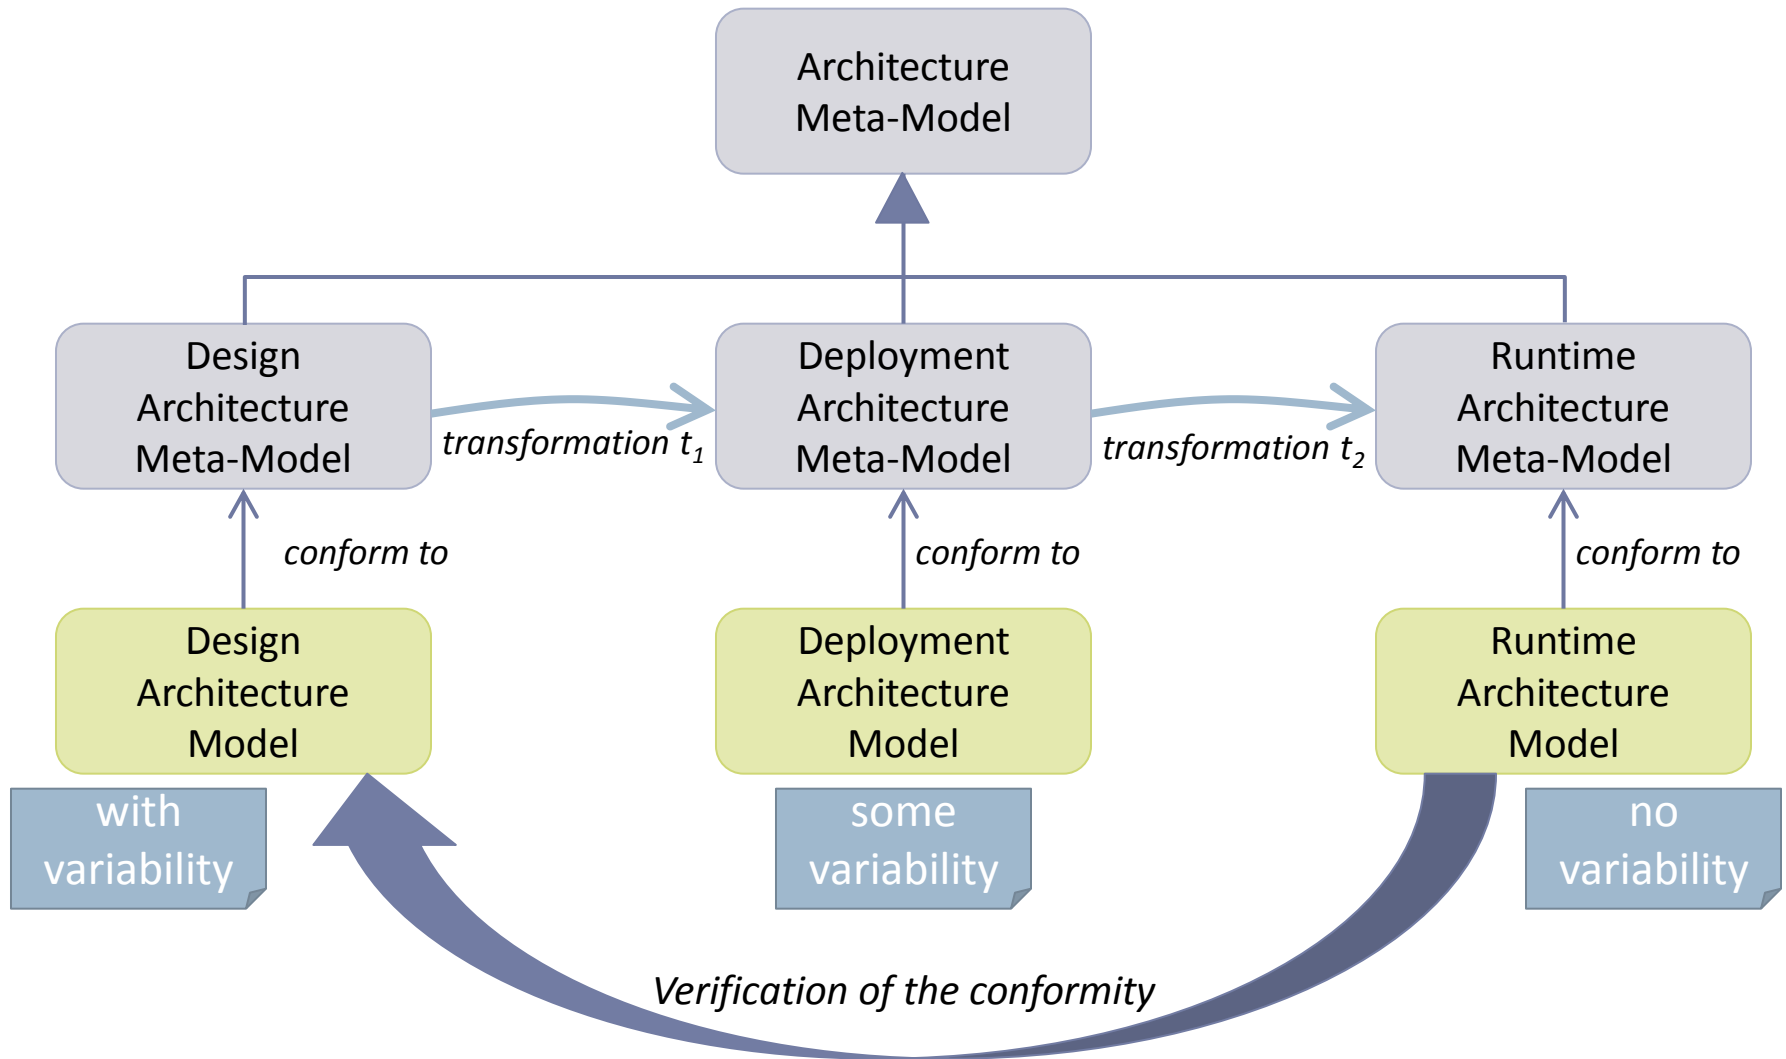 Architecture
Meta-Model
Design
Architecture
Meta-Model
transformation t1
Deployment
Architecture
Meta-Model
transformation t2
Runtime
Architecture
Meta-Model
conform to
conform to
conform to
Design
Architecture
Model
Deployment
Architecture
Model
Runtime
Architecture
Model
with
variability
some
variability
no
variability
Verification of the conformity